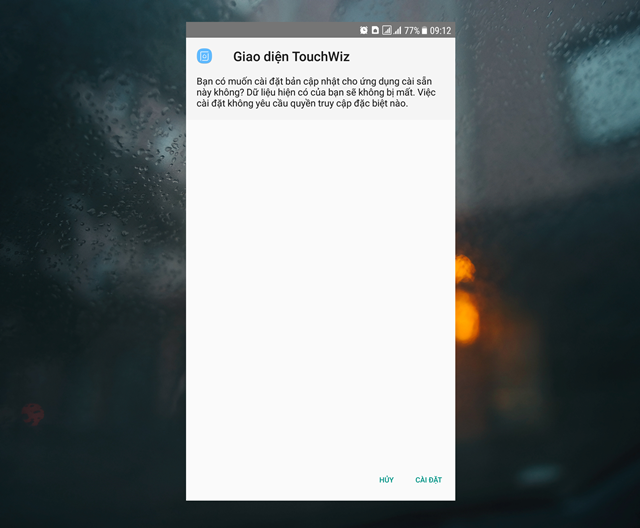 77% 09:12
Giao diện TouchWiz
Bạn có muốn cài đặt bản cập nhật cho ứng dụng cài sẵn
này không? Dữ liệu hiện có của bạn sẽ không bị mất. Việc
cài đặt không yêu cầu quyền truy cập đặc biệt nào.
HỦY CÀI ĐẶT